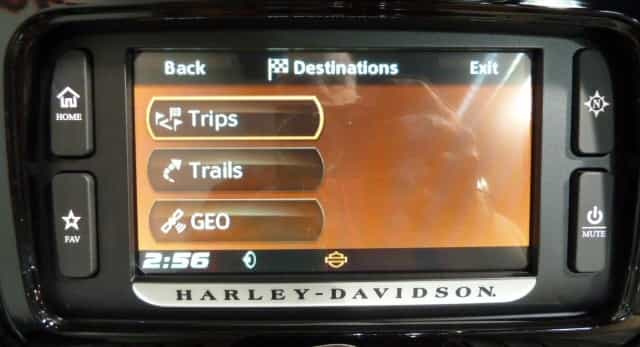 Back Destinations Exit
HOME
N
Trips
Trails
FAV
GEO
MUTE
2:56
HARLEY-DAVIDSON